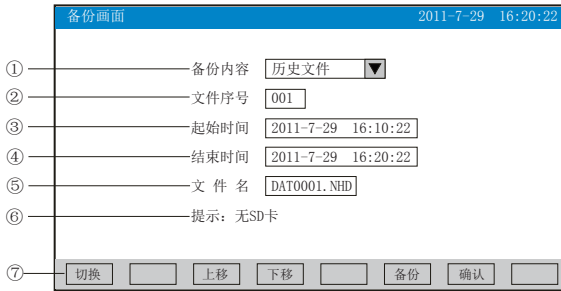 备份画面 2011-7-29 16:20:22
① 备份内容 历史文件
② 文件序号 001
③ 起始时间 2011-7-29 16:10:22
④ 结束时间 2011-7-29 16:20:22
⑤ 文 件 名 DAT0001.NHD
⑥ 提示：无SD卡
⑦ 切换 上移 下移 备份 确认